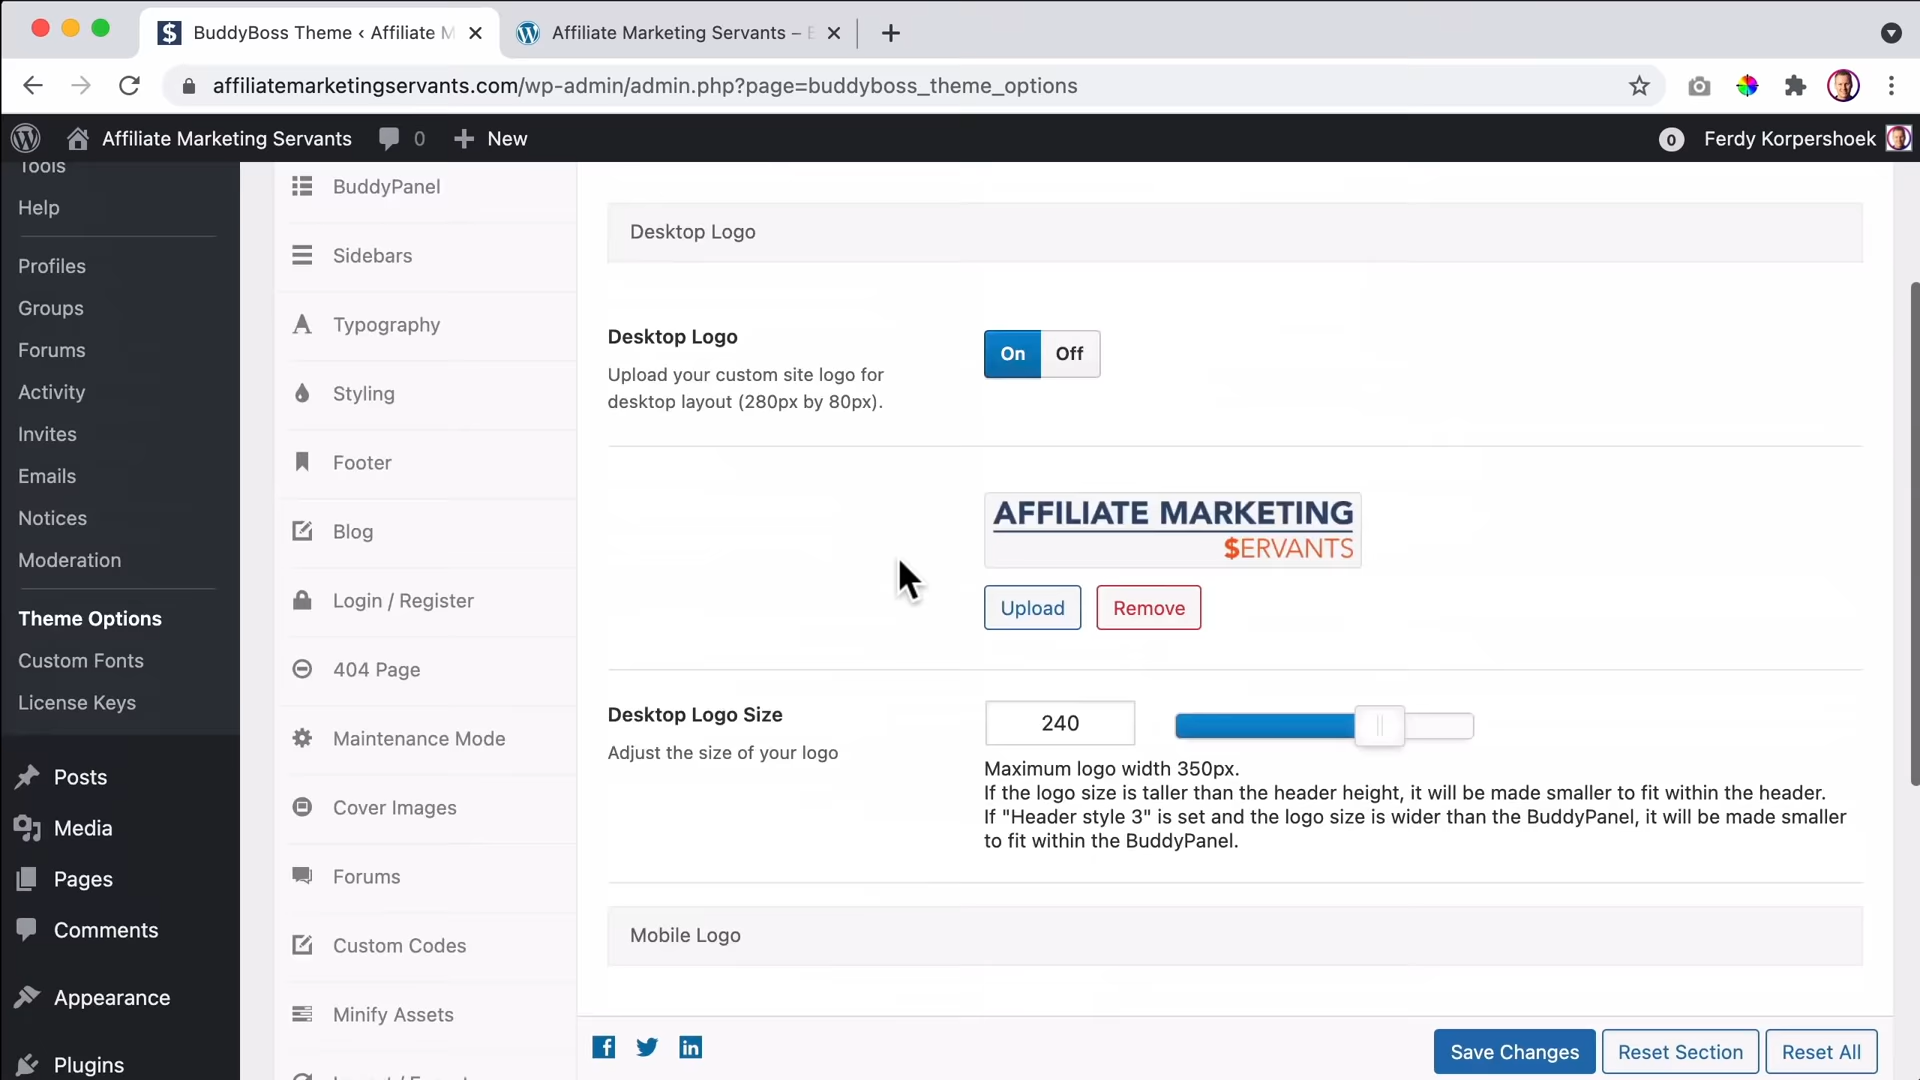 BuddyBoss Theme ‹ Affiliate M
Affiliate Marketing Servants –
affiliatemarketingservants.com/wp-admin/admin.php?page=buddyboss_theme_options
Affiliate Marketing Servants
0
New
0
Ferdy Korpershoek
Tools
Help
Profiles
Groups
Forums
Activity
Invites
Emails
Notices
Moderation
Theme Options
Custom Fonts
License Keys
Posts
Media
Pages
Comments
Appearance
Plugins
BuddyPanel
Sidebars
Typography
Styling
Footer
Blog
Login / Register
404 Page
Maintenance Mode
Cover Images
Forums
Custom Codes
Minify Assets
Desktop Logo
Desktop Logo
Upload your custom site logo for
desktop layout (280px by 80px).
On Off
AFFILIATE MARKETING
$ERVANTS
Upload Remove
Desktop Logo Size
Adjust the size of your logo
240
Maximum logo width 350px.
If the logo size is taller than the header height, it will be made smaller to fit within the header.
If "Header style 3" is set and the logo size is wider than the BuddyPanel, it will be made smaller
to fit within the BuddyPanel.
Mobile Logo
Save Changes Reset Section Reset All